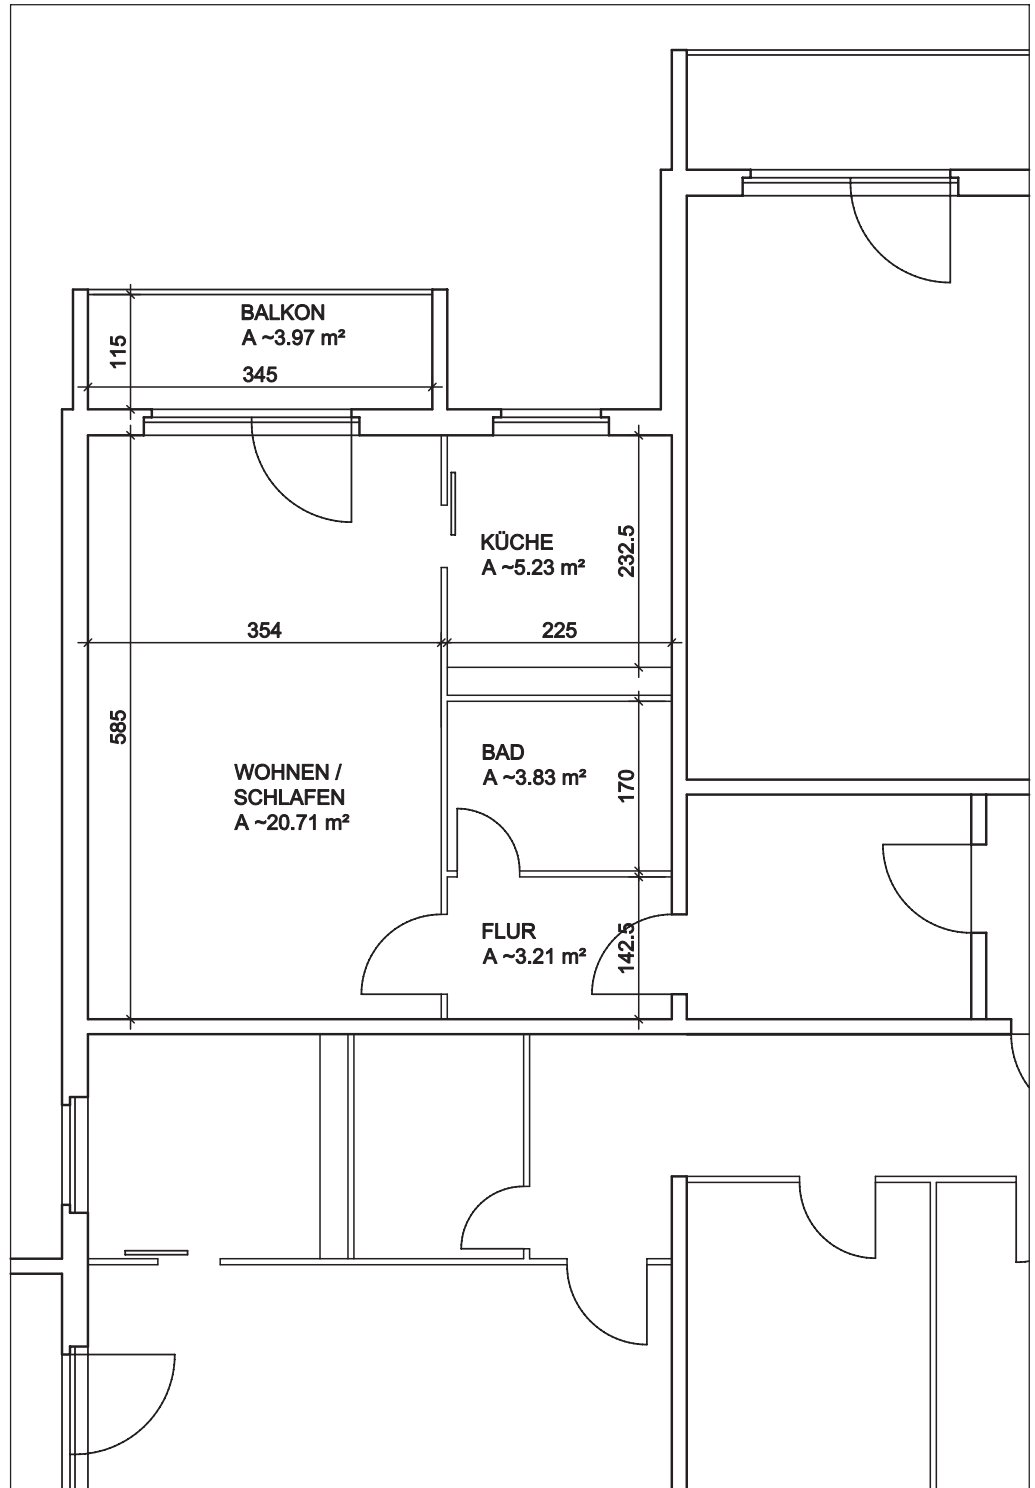 BALKON
A ~3.97 m²
115
345
KÜCHE
A ~5.23 m²
232.5
354
225
585
WOHNEN /
SCHLAFEN
A ~20.71 m²
BAD
A ~3.83 m²
170
FLUR
A ~3.21 m²
142.5